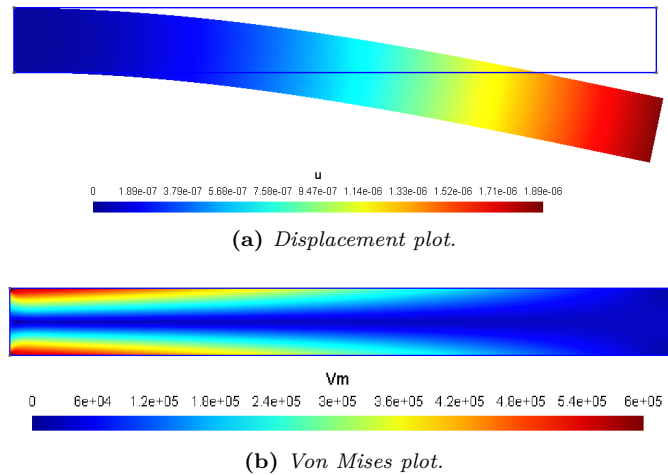 u
0 1.89e-07 3.79e-07 5.68e-07 7.58e-07 9.47e-07 1.14e-06 1.33e-06 1.52e-06 1.71e-06 1.89e-06
(a) Displacement plot.
Vm
0 6e+04 1.2e+05 1.8e+05 2.4e+05 3e+05 3.6e+05 4.2e+05 4.8e+05 5.4e+05 6e+05
(b) Von Mises plot.